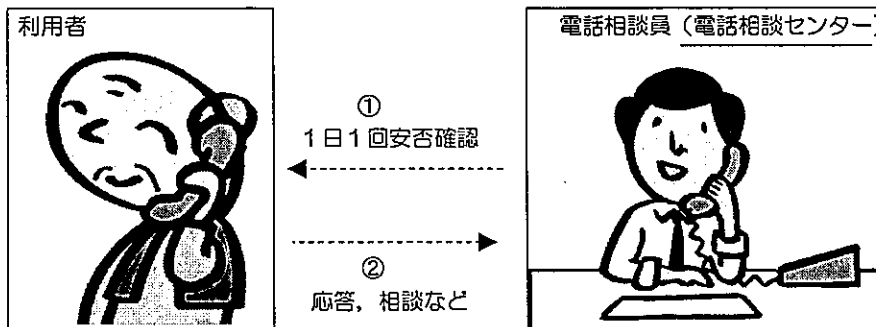 利用者
電話相談員（電話相談センター）
①
１日１回安否確認
②
応答，相談など